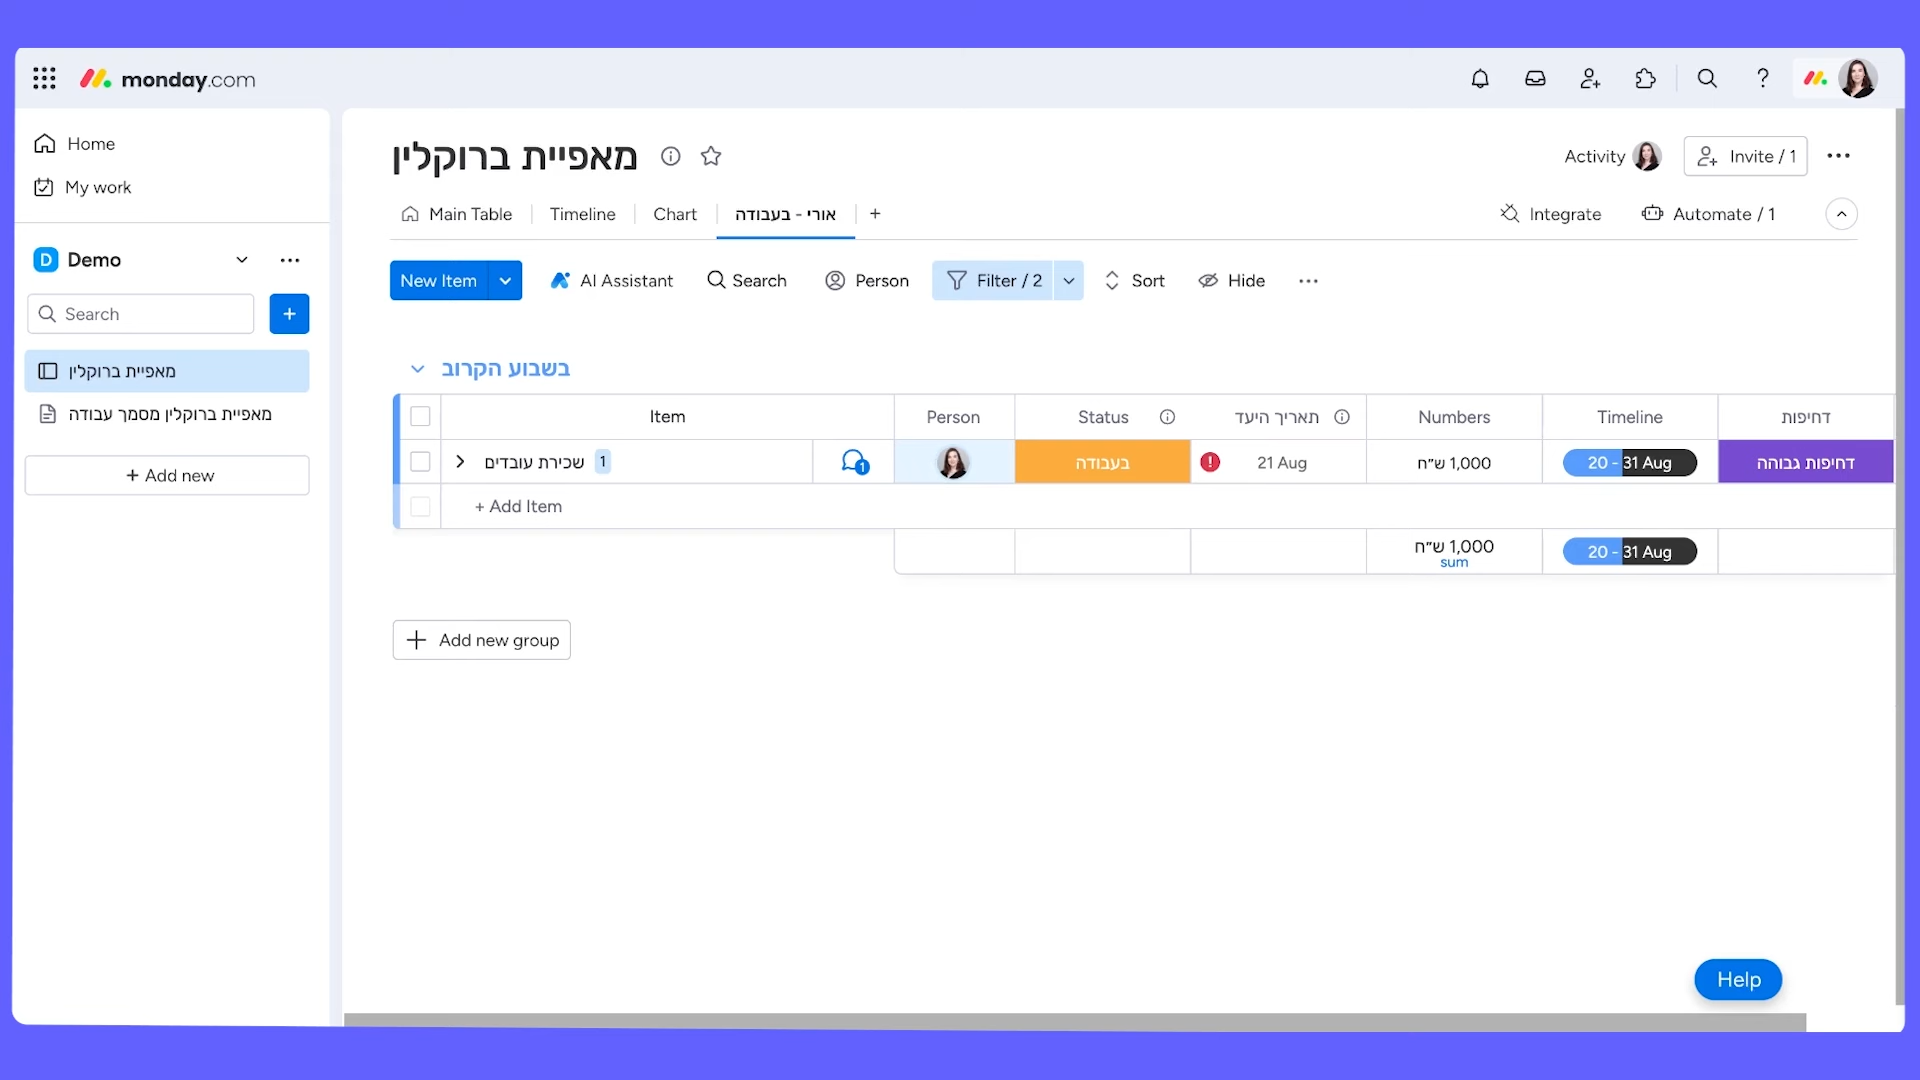 monday.com
Home
My work
D Demo
Search
+
מאפיית ברוקלין
מאפיית ברוקלין מסמך עבודה
+ Add new
מאפיית ברוקלין
Activity
Invite / 1
Main Table
Timeline
Chart
אורי - בעבודה
+
Integrate
Automate / 1
New Item
AI Assistant
Search
Person
Filter / 2
Sort
Hide
בשבוע הקרוב
Item Person Status תאריך היעד Numbers Timeline דחיפות
שכירת עובדים 1 1 בעבודה ! 21 Aug 1,000 ש״ח 20 - 31 Aug דחיפות גבוהה
+ Add Item
1,000 ש״ח 20 - 31 Aug
sum
+ Add new group
Help